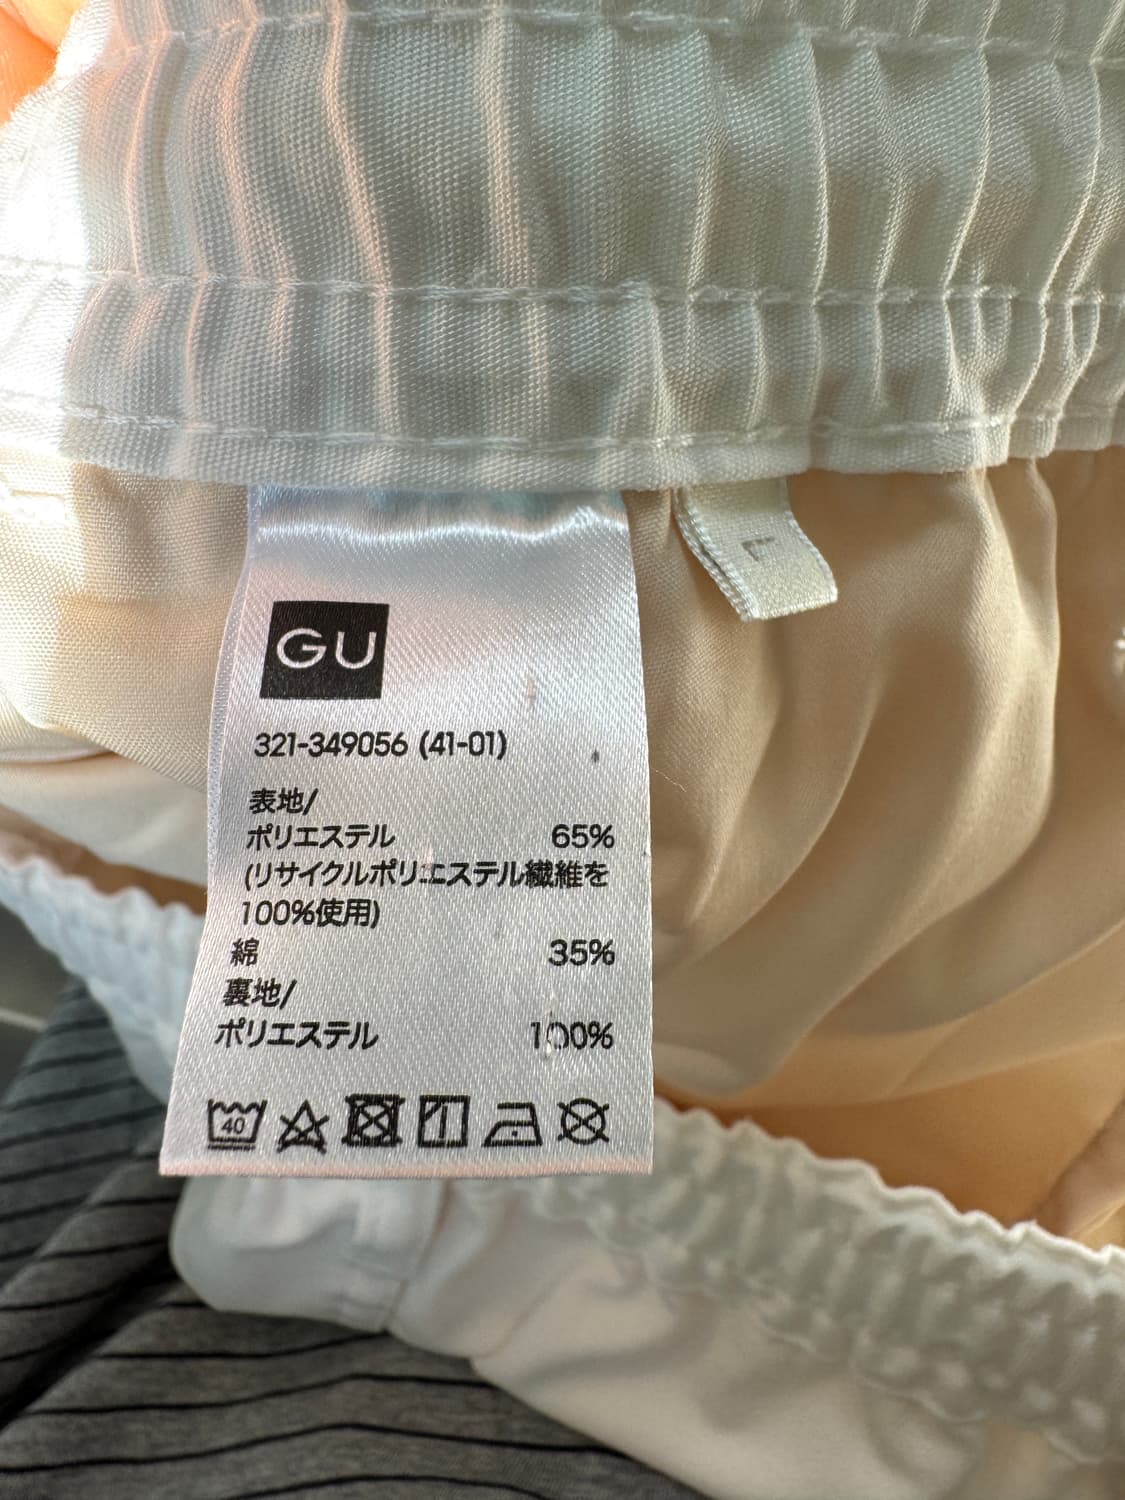 L
GU
321-349056 (41-01)
表地/
ポリエステル 65%
(リサイクルポリエステル繊維を
100%使用)
綿 35%
裏地/
ポリエステル 100%
40